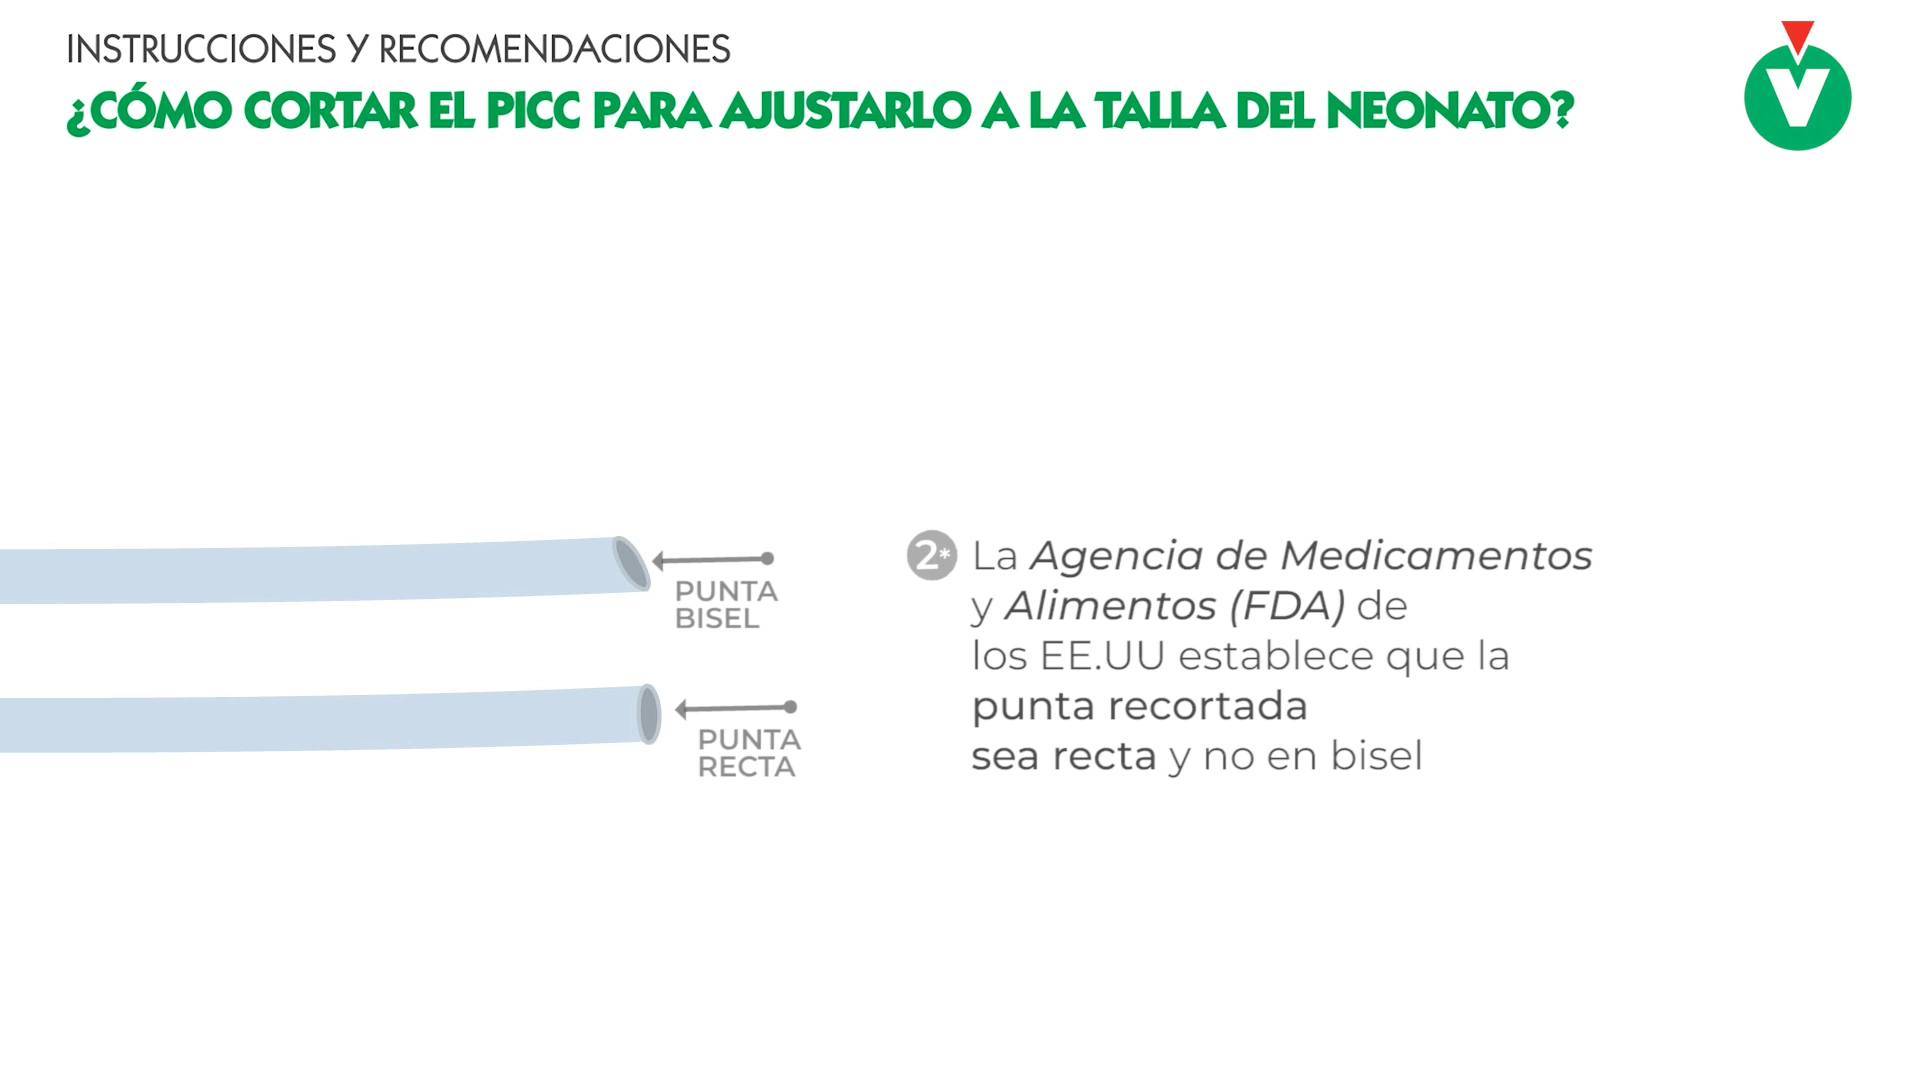 INSTRUCCIONES Y RECOMENDACIONES
¿CÓMO CORTAR EL PICC PARA AJUSTARLO A LA TALLA DEL NEONATO?
V
PUNTA
BISEL
PUNTA
RECTA
2* La Agencia de Medicamentos
y Alimentos (FDA) de
los EE.UU establece que la
punta recortada
sea recta y no en bisel